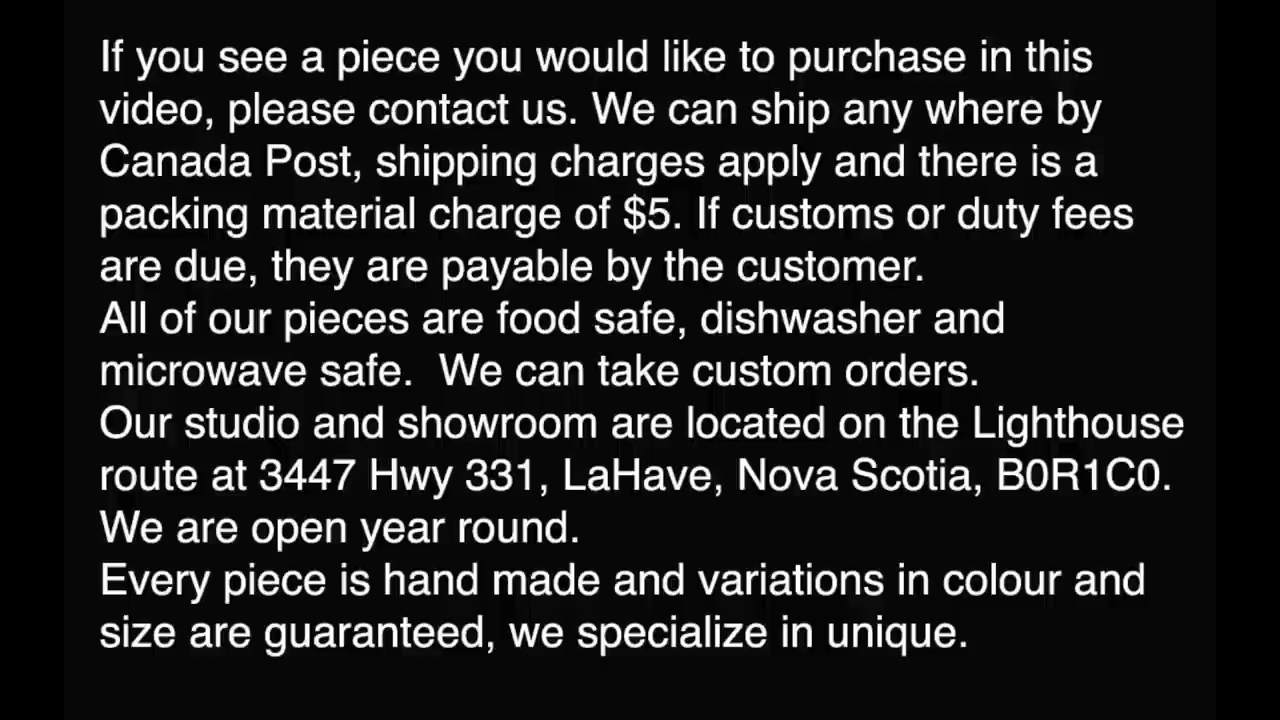 If you see a piece you would like to purchase in this
video, please contact us. We can ship any where by
Canada Post, shipping charges apply and there is a
packing material charge of $5. If customs or duty fees
are due, they are payable by the customer.
All of our pieces are food safe, dishwasher and
microwave safe.  We can take custom orders.
Our studio and showroom are located on the Lighthouse
route at 3447 Hwy 331, LaHave, Nova Scotia, B0R1C0.
We are open year round.
Every piece is hand made and variations in colour and
size are guaranteed, we specialize in unique.